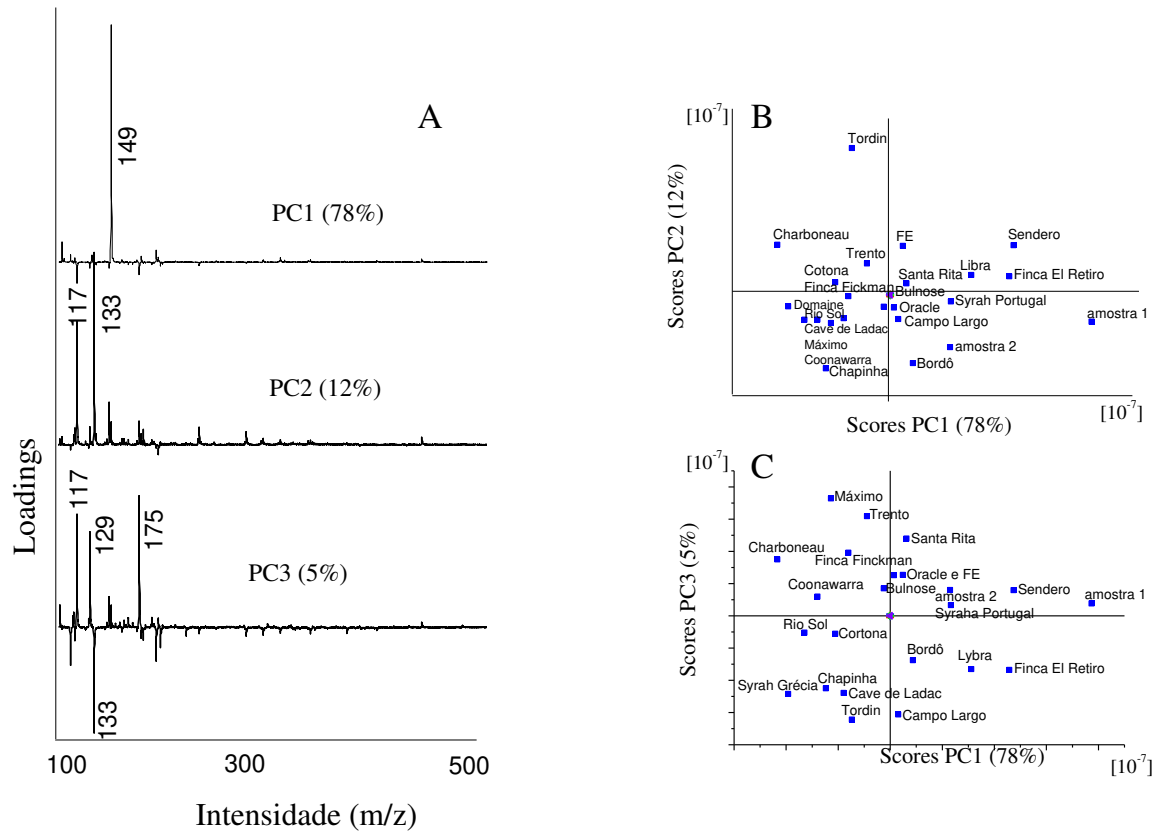 A
149
PC1 (78%)
117
133
PC2 (12%)
117
129
175
PC3 (5%)
133
Loadings
100
300
500
Intensidade (m/z)
B
[10⁻⁷]
Scores PC2 (12%)
Tordin
Charboneau
FE
Sendero
Trento
Libra
Cotona
Santa Rita
Finca El Retiro
Finca Fickman
Bulnose
Domaine
Syrah Portugal
Rio Sol
Oracle
amostra 1
Cave de Ladac
Campo Largo
Máximo
amostra 2
Coonawarra
Chapinha
Bordô
[10⁻⁷]
Scores PC1 (78%)
C
[10⁻⁷]
Scores PC3 (5%)
Máximo
Trento
Santa Rita
Charboneau
Finca Finckman
Oracle e FE
Coonawarra
Bulnose
Sendero
amostra 2
amostra 1
Syraha Portugal
Rio Sol
Cortona
Bordô
Lybra
Finca El Retiro
Syrah Grécia
Chapinha
Cave de Ladac
Tordin
Campo Largo
Scores PC1 (78%)
[10⁻⁷]